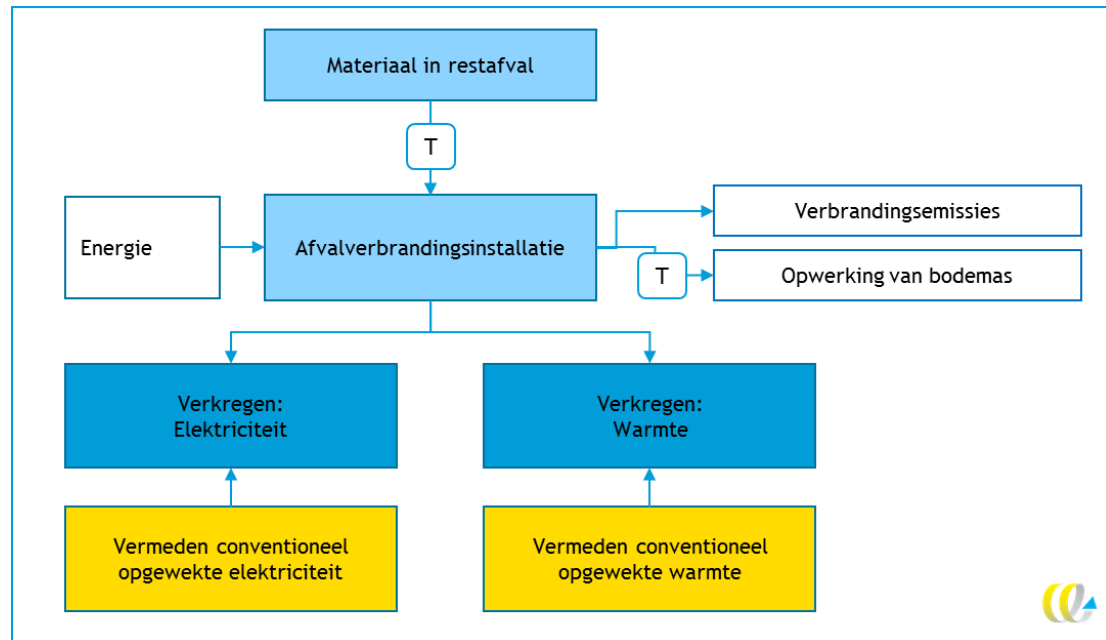 Materiaal in restafval
T
Energie
Afvalverbrandingsinstallatie
Verbrandingsemissies
T
Opwerking van bodemas
Verkregen:
Elektriciteit
Verkregen:
Warmte
Vermeden conventioneel
opgewekte elektriciteit
Vermeden conventioneel
opgewekte warmte